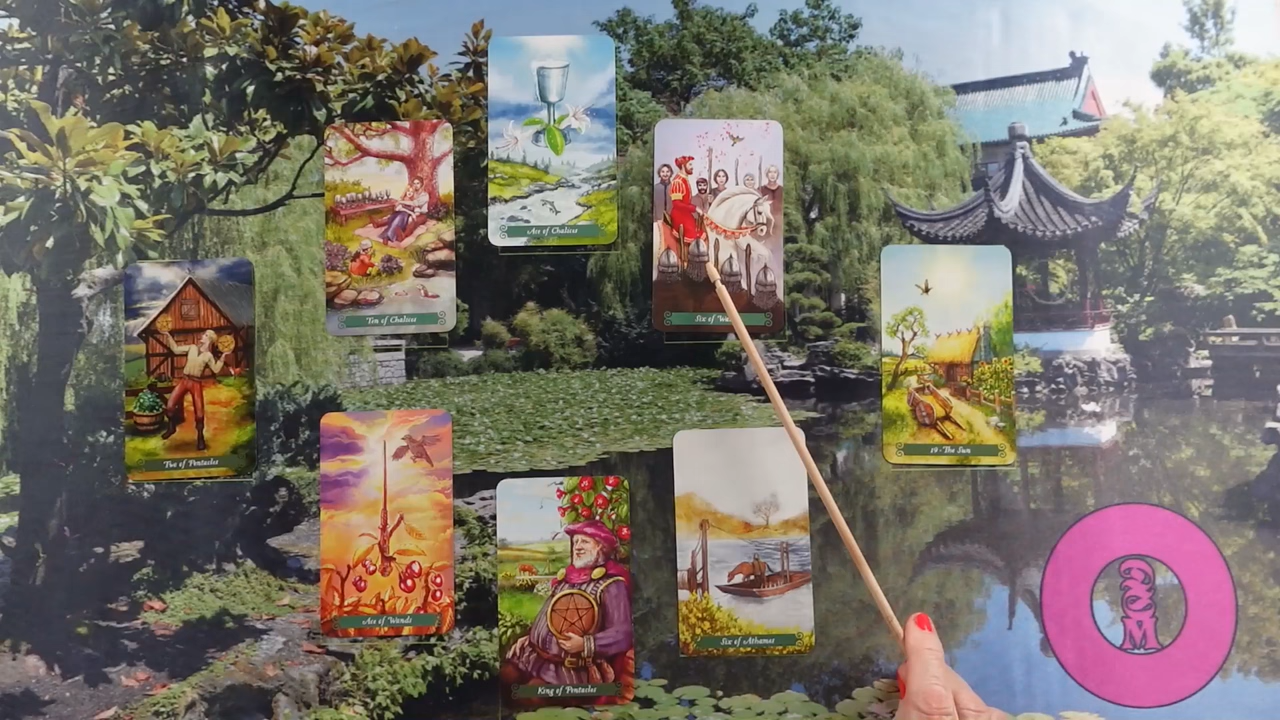 Ace of Chalices
Ten of Chalices
Six of
Two of Pentacles
19 - The Sun
Ace of Wands
Six of Athames
King of Pentacles